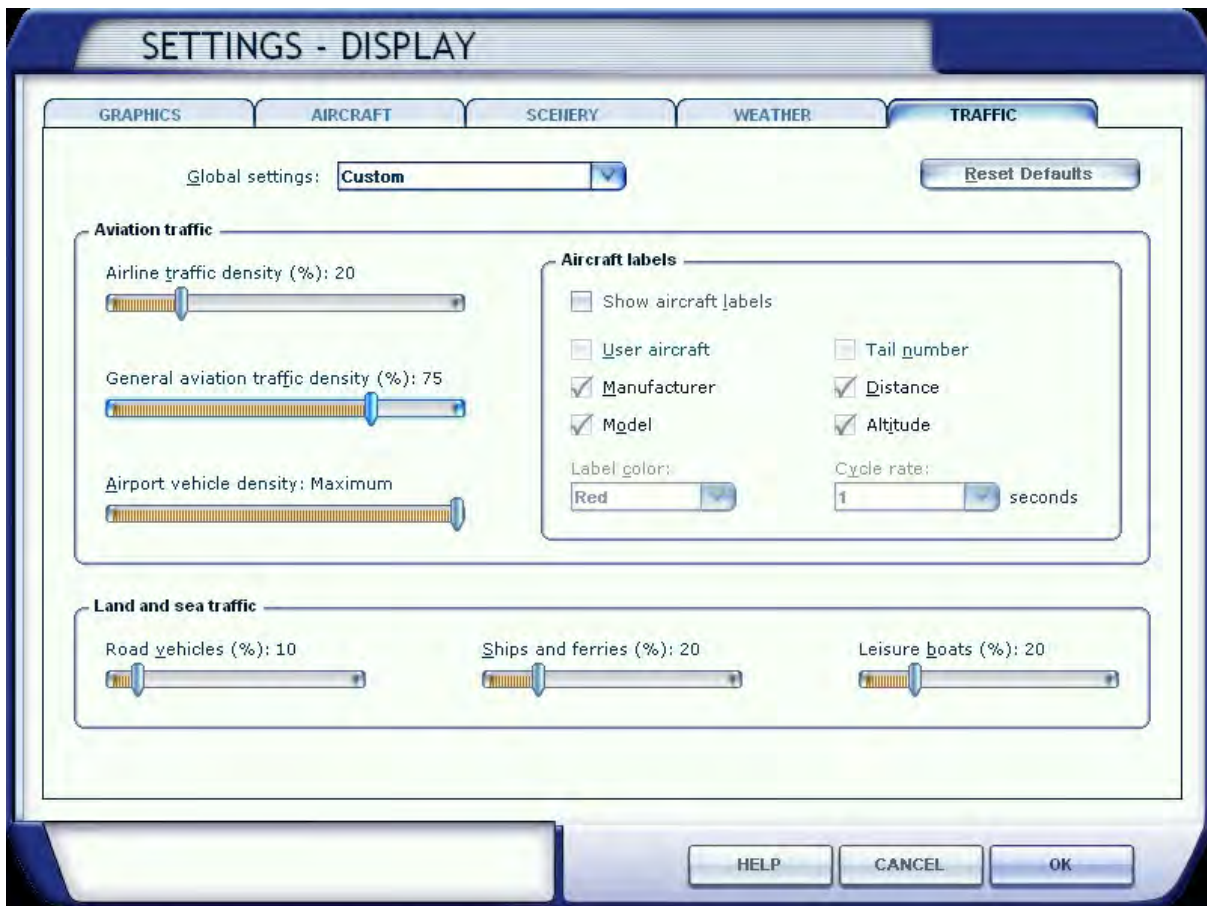 SETTINGS - DISPLAY
GRAPHICS AIRCRAFT SCENERY WEATHER TRAFFIC
Global settings: Custom Reset Defaults
Aviation traffic
Airline traffic density (%): 20
General aviation traffic density (%): 75
Airport vehicle density: Maximum
Aircraft labels
Show aircraft labels
User aircraft Tail number
Manufacturer Distance
Model Altitude
Label color: Cycle rate:
Red 1 seconds
Land and sea traffic
Road vehicles (%): 10 Ships and ferries (%): 20 Leisure boats (%): 20
HELP CANCEL OK